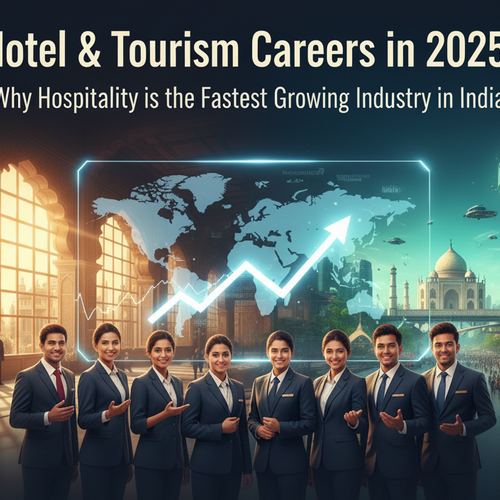 Hotel & Tourism Careers in 2025
Why Hospitality is the Fastest Growing Industry in India